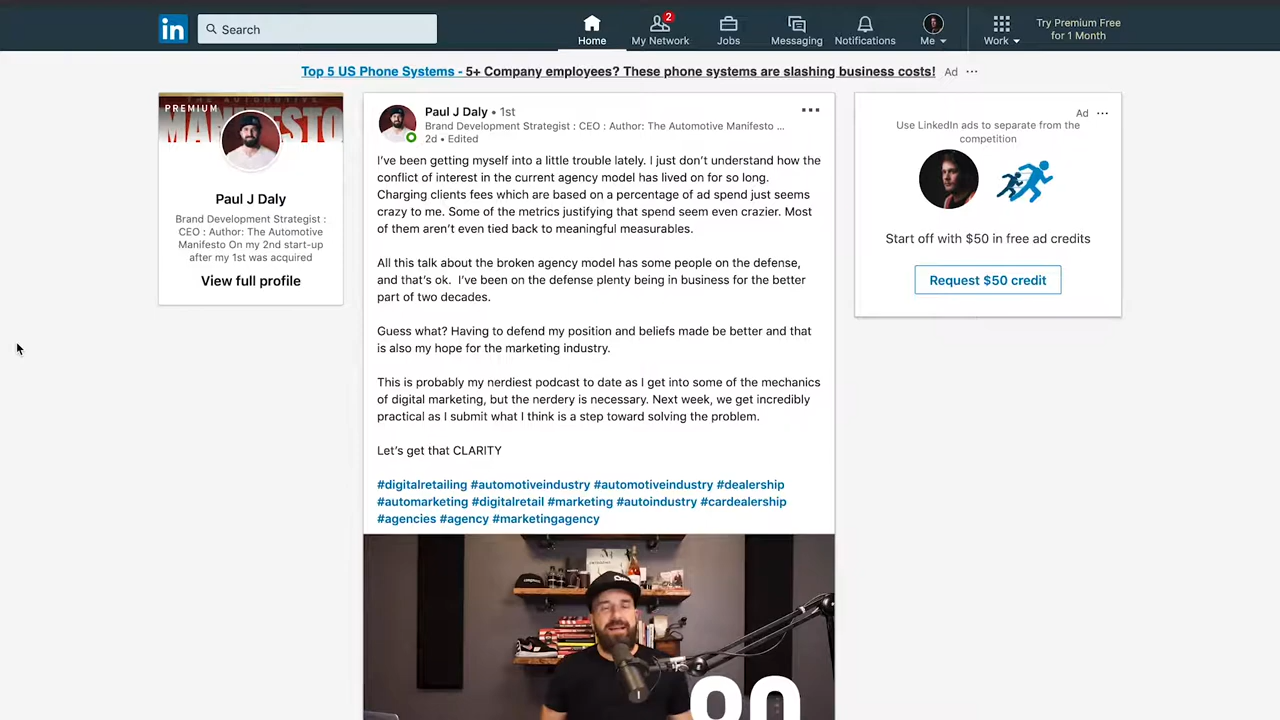 in
Search
2
Home
My Network
Jobs
Messaging
Notifications
Me
Work
Try Premium Free
for 1 Month
Top 5 US Phone Systems - 5+ Company employees? These phone systems are slashing business costs! Ad
PREMIUM
MANIFESTO
Paul J Daly
Brand Development Strategist :
CEO : Author: The Automotive
Manifesto On my 2nd start-up
after my 1st was acquired
View full profile
Paul J Daly • 1st
Brand Development Strategist : CEO : Author: The Automotive Manifesto ...
2d • Edited
I've been getting myself into a little trouble lately. I just don't understand how the
conflict of interest in the current agency model has lived on for so long.
Charging clients fees which are based on a percentage of ad spend just seems
crazy to me. Some of the metrics justifying that spend seem even crazier. Most
of them aren't even tied back to meaningful measurables.
All this talk about the broken agency model has some people on the defense,
and that's ok. I've been on the defense plenty being in business for the better
part of two decades.
Guess what? Having to defend my position and beliefs made be better and that
is also my hope for the marketing industry.
This is probably my nerdiest podcast to date as I get into some of the mechanics
of digital marketing, but the nerdery is necessary. Next week, we get incredibly
practical as I submit what I think is a step toward solving the problem.
Let's get that CLARITY
#digitalretailing #automotiveindustry #automotiveindustry #dealership
#automarketing #digitalretail #marketing #autoindustry #cardealership
#agencies #agency #marketingagency
Ad
Use LinkedIn ads to separate from the
competition
Start off with $50 in free ad credits
Request $50 credit